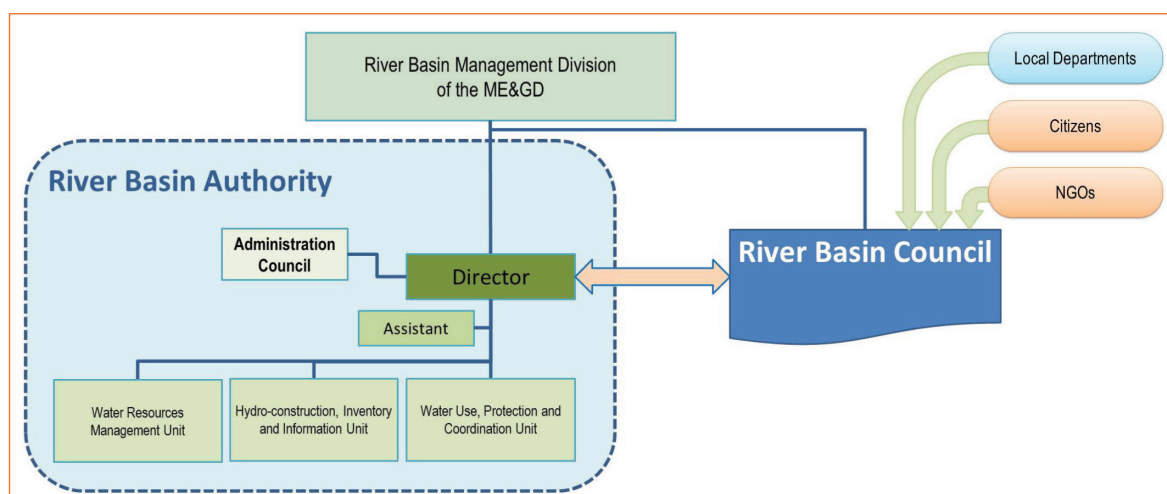 River Basin Management Division
of the ME&GD
Local Departments
Citizens
NGOs
River Basin Authority
Administration
Council
Director
River Basin Council
Assistant
Water Resources
Management Unit
Hydro-construction, Inventory
and Information Unit
Water Use, Protection and
Coordination Unit